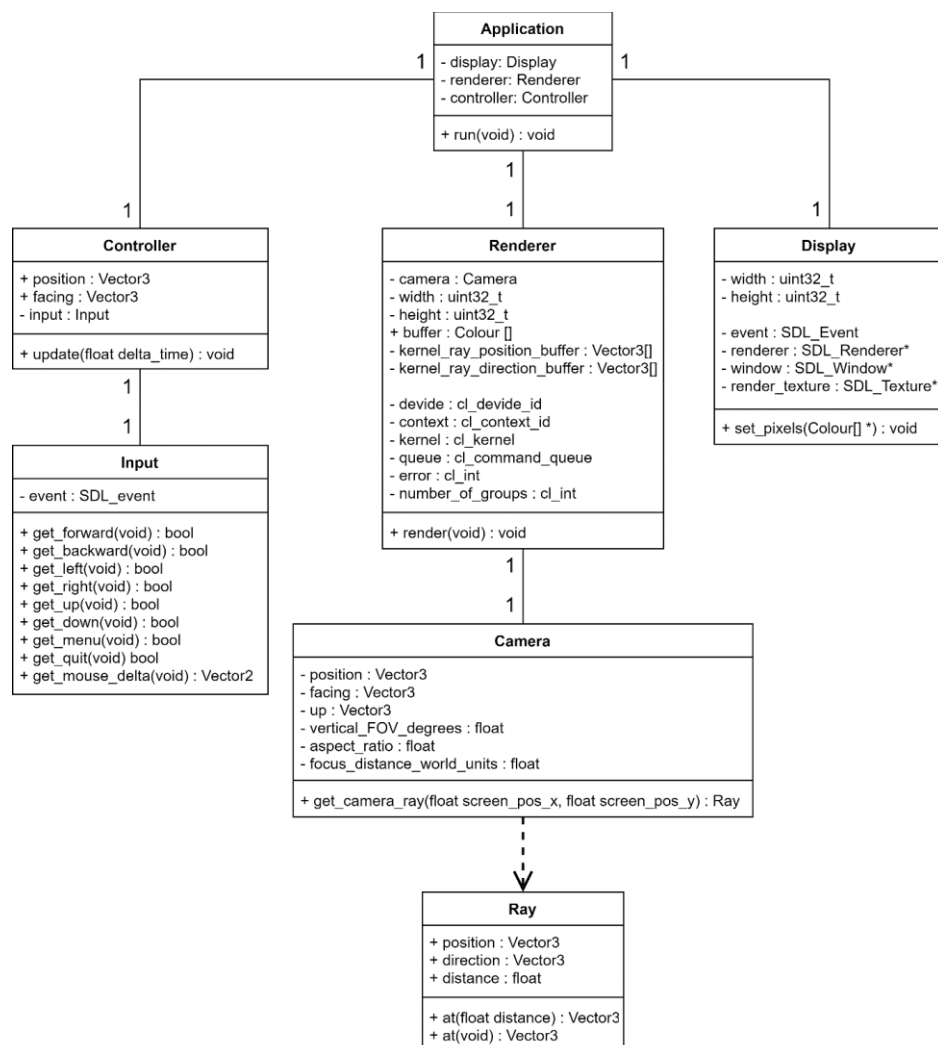 Application
- display: Display
- renderer: Renderer
- controller: Controller
+ run(void) : void
1
1
1
1
1
1
Controller
+ position : Vector3
+ facing : Vector3
- input : Input
+ update(float delta_time) : void
1
1
Input
- event : SDL_event
+ get_forward(void) : bool
+ get_backward(void) : bool
+ get_left(void) : bool
+ get_right(void) : bool
+ get_up(void) : bool
+ get_down(void) : bool
+ get_menu(void) : bool
+ get_quit(void) bool
+ get_mouse_delta(void) : Vector2
Renderer
- camera : Camera
- width : uint32_t
- height : uint32_t
+ buffer : Colour []
- kernel_ray_position_buffer : Vector3[]
- kernel_ray_direction_buffer : Vector3[]
- devide : cl_devide_id
- context : cl_context_id
- kernel : cl_kernel
- queue : cl_command_queue
- error : cl_int
- number_of_groups : cl_int
+ render(void) : void
1
1
Display
- width : uint32_t
- height : uint32_t
- event : SDL_Event
- renderer : SDL_Renderer*
- window : SDL_Window*
- render_texture : SDL_Texture*
+ set_pixels(Colour[] *) : void
Camera
- position : Vector3
- facing : Vector3
- up : Vector3
- vertical_FOV_degrees : float
- aspect_ratio : float
- focus_distance_world_units : float
+ get_camera_ray(float screen_pos_x, float screen_pos_y) : Ray
Ray
+ position : Vector3
+ direction : Vector3
+ distance : float
+ at(float distance) : Vector3
+ at(void) : Vector3